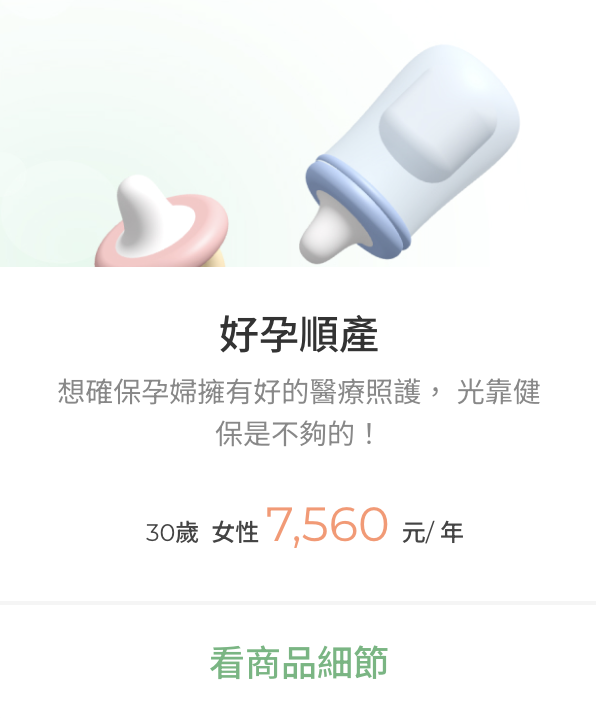 好孕順產
想確保孕婦擁有好的醫療照護， 光靠健
保是不夠的！
30歲 女性 7,560 元/ 年
看商品細節